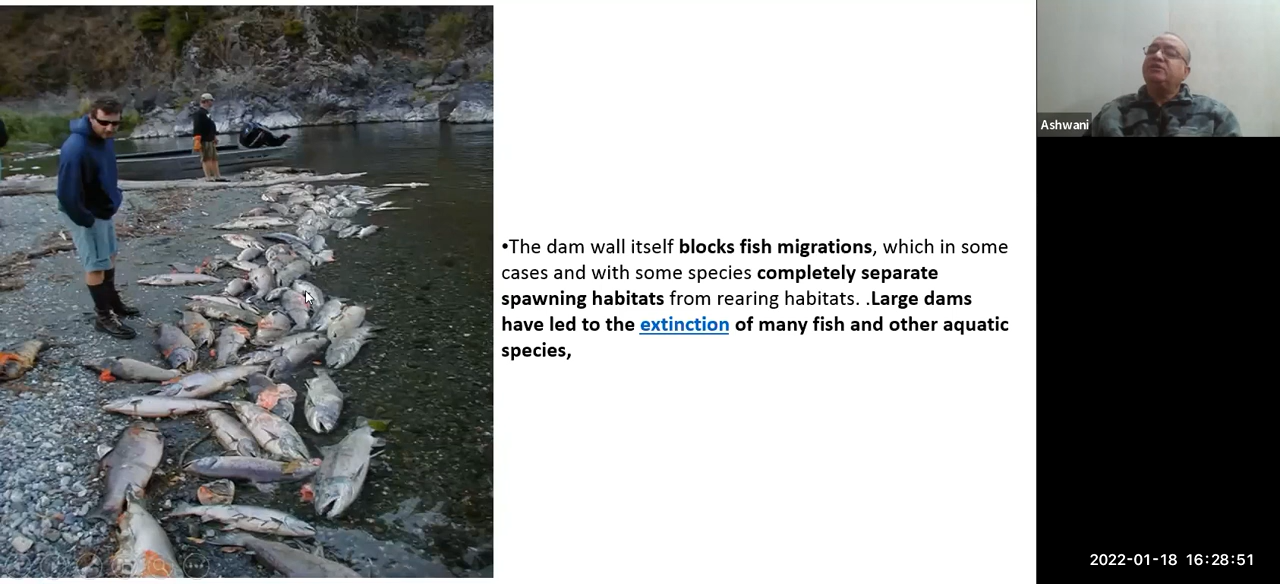 •The dam wall itself blocks fish migrations, which in some
cases and with some species completely separate
spawning habitats from rearing habitats. .Large dams
have led to the extinction of many fish and other aquatic
species,
Ashwani
2022-01-18 16:28:51